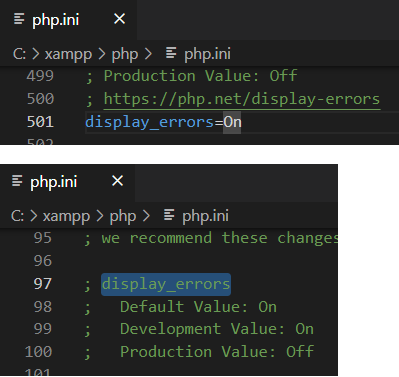 php.ini ×
C: > xampp > php > php.ini
499 ; Production Value: Off
500 ; https://php.net/display-errors
501 display_errors=On
502
php.ini ×
C: > xampp > php > php.ini
95 ; we recommend these changes
96
97 ; display_errors
98 ; Default Value: On
99 ; Development Value: On
100 ; Production Value: Off
101